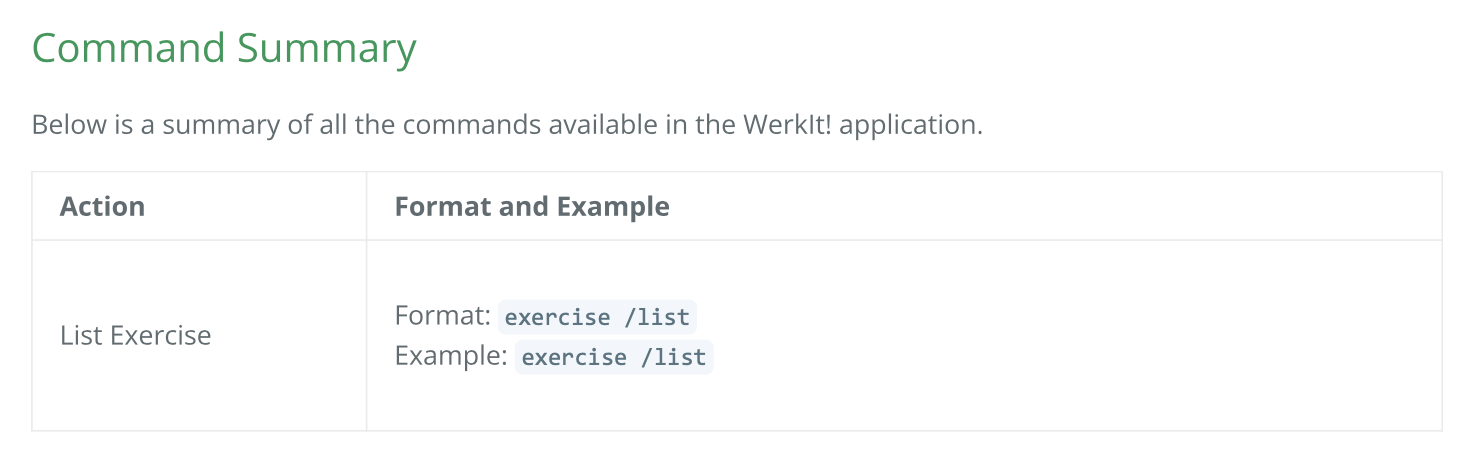 Command Summary
Below is a summary of all the commands available in the WerkIt! application.
Action
Format and Example
List Exercise
Format: exercise /list
Example: exercise /list